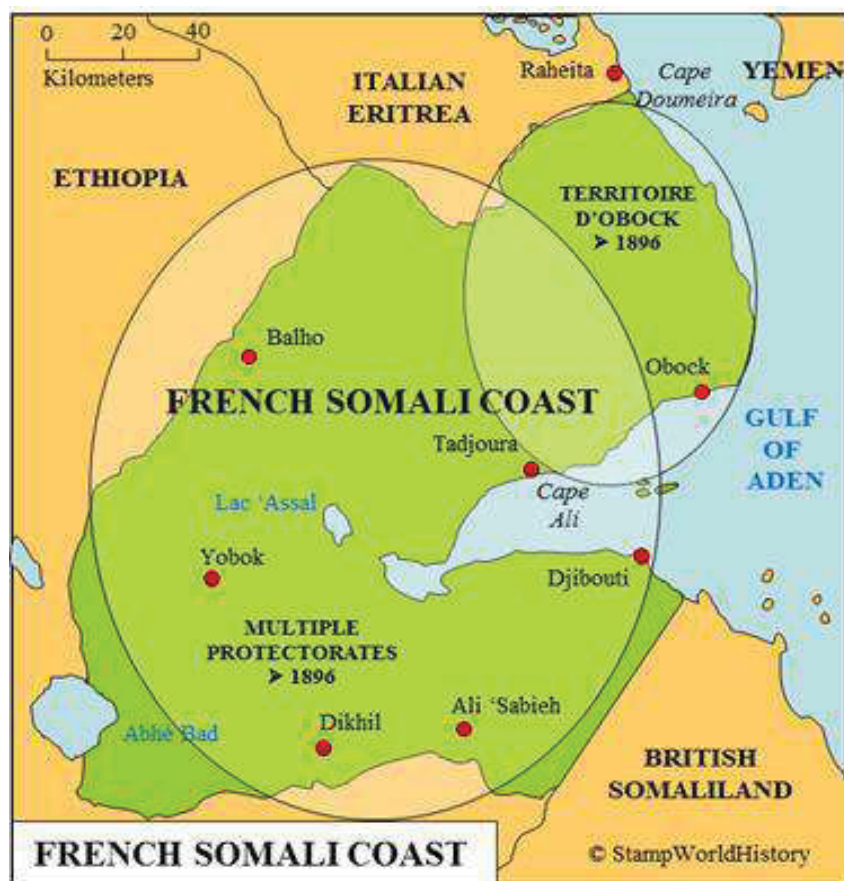 0 20 40
Kilometers
ITALIAN
ERITREA
Raheita
Cape
Doumeira
YEMEN
ETHIOPIA
TERRITOIRE
D'OBOCK
➤ 1896
Balho
Obock
FRENCH SOMALI COAST
GULF
OF
ADEN
Tadjoura
Cape
Ali
Lac ‘Assal
Yobok
Djibouti
MULTIPLE
PROTECTORATES
➤ 1896
Ali ‘Sabieh
Dikhil
Abhé Bad
BRITISH
SOMALILAND
FRENCH SOMALI COAST
© StampWorldHistory